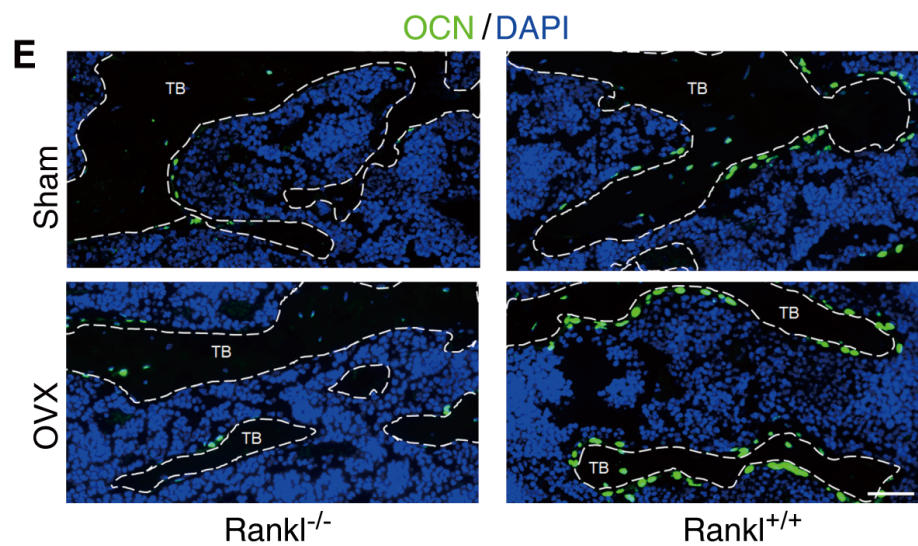 E
OCN / DAPI
Sham
TB
TB
OVX
TB
TB
TB
TB
Rankl-/-
Rankl+/+